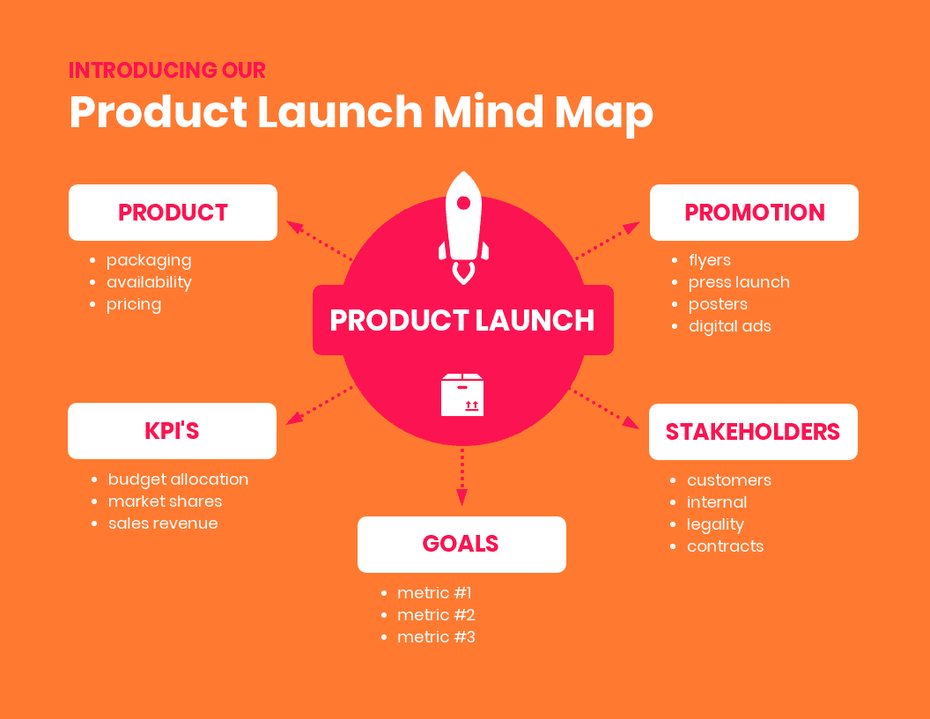 INTRODUCING OUR
Product Launch Mind Map
PRODUCT
• packaging
• availability
• pricing
PROMOTION
• flyers
• press launch
• posters
• digital ads
PRODUCT LAUNCH
KPI'S
• budget allocation
• market shares
• sales revenue
STAKEHOLDERS
• customers
• internal
• legality
• contracts
GOALS
• metric #1
• metric #2
• metric #3